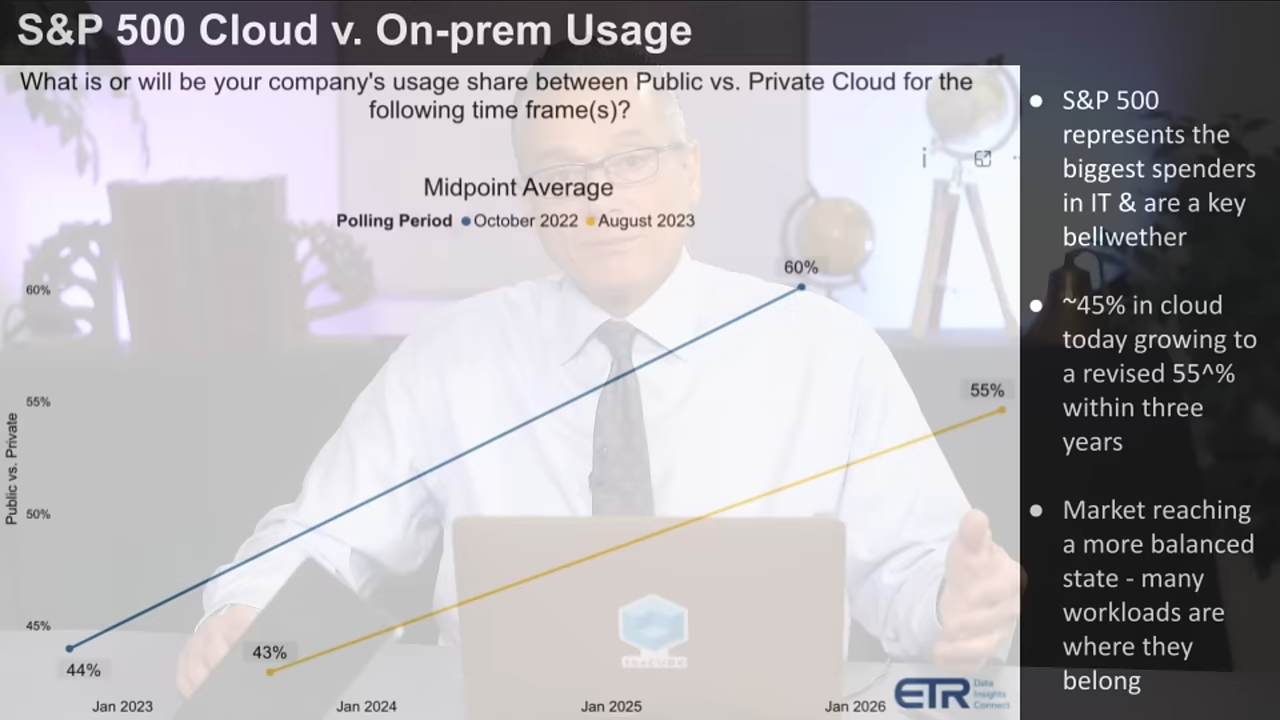 S&P 500 Cloud v. On-prem Usage
What is or will be your company's usage share between Public vs. Private Cloud for the
following time frame(s)?
Midpoint Average
Polling Period October 2022 August 2023
60%
60%
55%
55%
50%
45%
44%
43%
Public vs. Private
Jan 2023 Jan 2024 Jan 2025 Jan 2026
ETR Data
Insights
Connect
theCUBE
● S&P 500
represents the
biggest spenders
in IT & are a key
bellwether
● ~45% in cloud
today growing to
a revised 55^%
within three
years
● Market reaching
a more balanced
state - many
workloads are
where they
belong